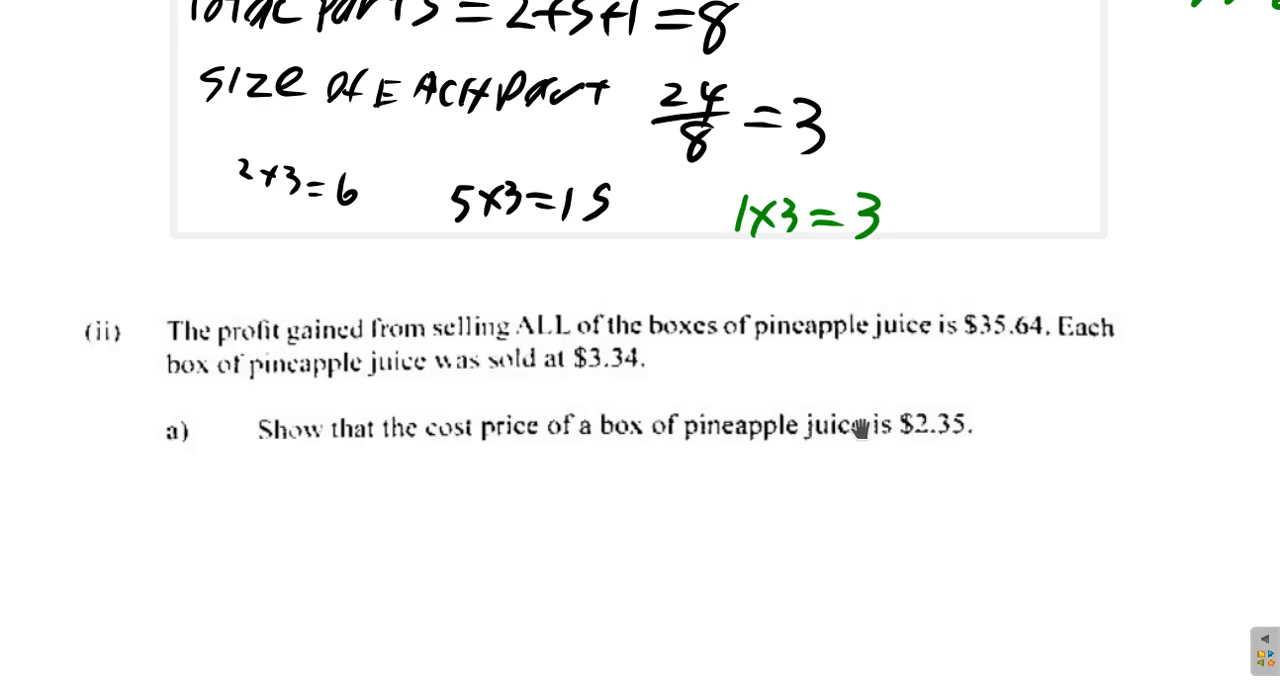 Total parts = 2+5+1 = 8
SIZE Of EACH Part 24/8 = 3
2×3=6 5×3=15 1×3=3
(ii) The profit gained from selling ALL of the boxes of pineapple juice is $35.64. Each
box of pineapple juice was sold at $3.34.
a) Show that the cost price of a box of pineapple juice is $2.35.